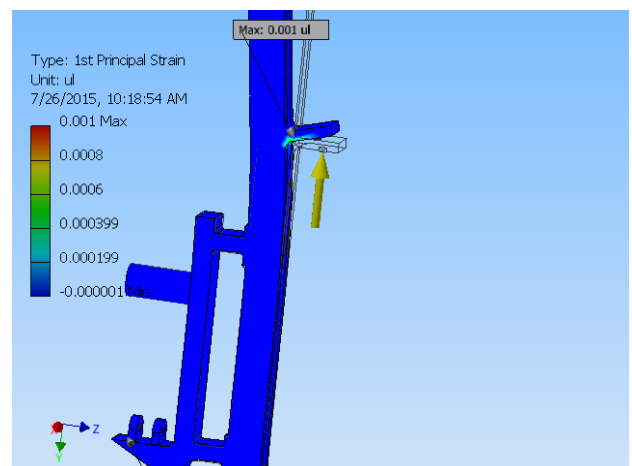 Max: 0.001 ul
Type: 1st Principal Strain
Unit: ul
7/26/2015, 10:18:54 AM
0.001 Max
0.0008
0.0006
0.000399
0.000199
-0.000001 Min
Z
Y